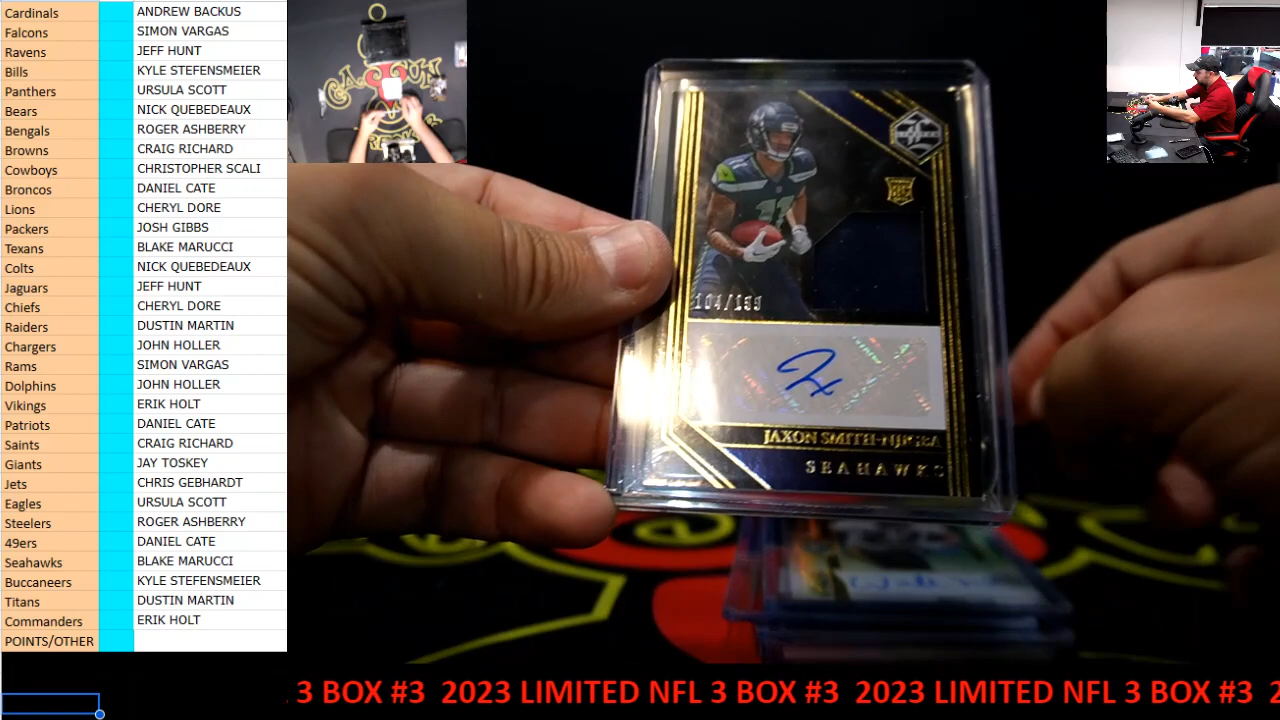 Cardinals ANDREW BACKUS
Falcons SIMON VARGAS
Ravens JEFF HUNT
Bills KYLE STEFENSMEIER
Panthers URSULA SCOTT
Bears NICK QUEBEDEAUX
Bengals ROGER ASHBERRY
Browns CRAIG RICHARD
Cowboys CHRISTOPHER SCALI
Broncos DANIEL CATE
Lions CHERYL DORE
Packers JOSH GIBBS
Texans BLAKE MARUCCI
Colts NICK QUEBEDEAUX
Jaguars JEFF HUNT
Chiefs CHERYL DORE
Raiders DUSTIN MARTIN
Chargers JOHN HOLLER
Rams SIMON VARGAS
Dolphins JOHN HOLLER
Vikings ERIK HOLT
Patriots DANIEL CATE
Saints CRAIG RICHARD
Giants JAY TOSKEY
Jets CHRIS GEBHARDT
Eagles URSULA SCOTT
Steelers ROGER ASHBERRY
49ers DANIEL CATE
Seahawks BLAKE MARUCCI
Buccaneers KYLE STEFENSMEIER
Titans DUSTIN MARTIN
Commanders ERIK HOLT
POINTS/OTHER
LIMITED
11
JAXON SMITH-NJIGBA
SEAHAWKS
3 BOX #3 2023 LIMITED NFL 3 BOX #3 2023 LIMITED NFL 3 BOX #3 2